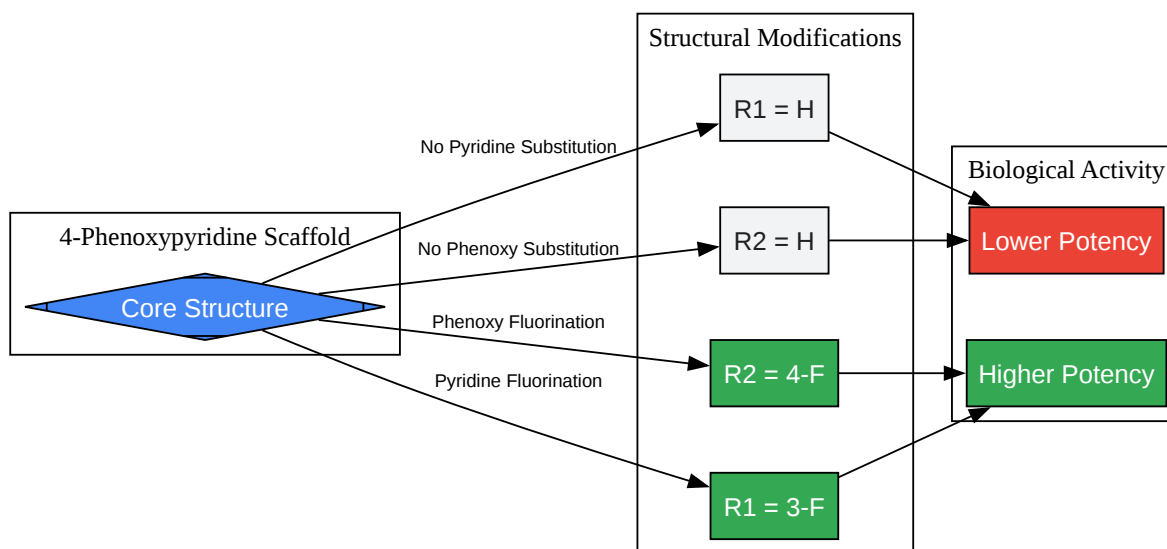 Structural Modifications
R1 = H
No Pyridine Substitution
Biological Activity
4-Phenoxypyridine Scaffold
R2 = H
Lower Potency
No Phenoxy Substitution
Core Structure
Phenoxy Fluorination
R2 = 4-F
Higher Potency
Pyridine Fluorination
R1 = 3-F